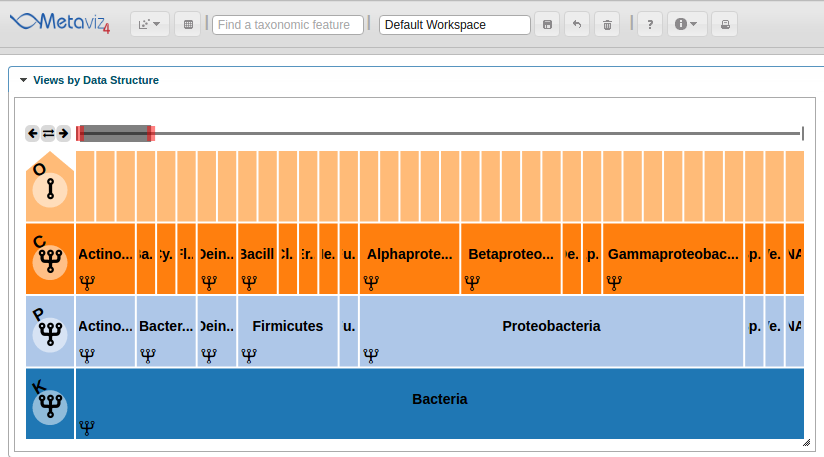 Metaviz4
Find a taxonomic feature
Default Workspace
?
Views by Data Structure
O
C
Actino... Cy. Dein.. Bacill Cl. Er. u. Alphaprote... Betaproteo... p. Gammaproteobac... p. NA
P
Actino... Bacter... Dein.. Firmicutes u. Proteobacteria p. NA
K
Bacteria